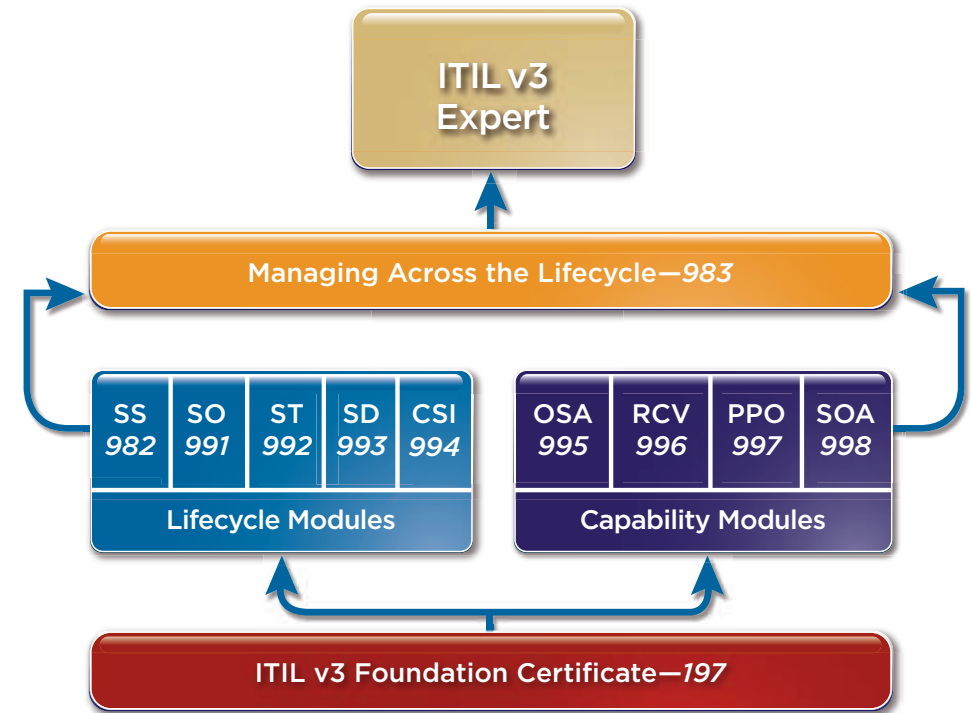 ITIL v3
Expert
Managing Across the Lifecycle—983
SS
982
SO
991
ST
992
SD
993
CSI
994
Lifecycle Modules
OSA
995
RCV
996
PPO
997
SOA
998
Capability Modules
ITIL v3 Foundation Certificate—197